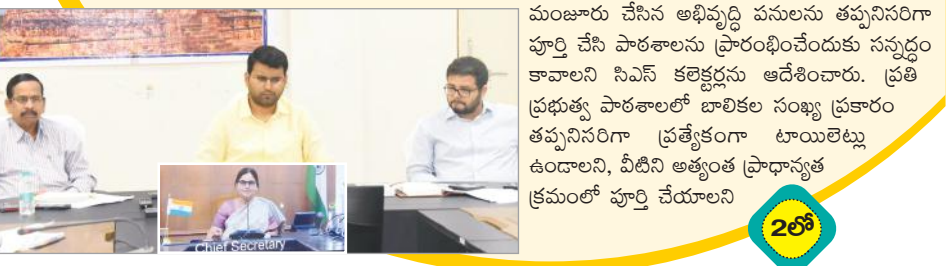 మంజూరు చేసిన అభివృద్ధి పనులను తప్పనిసరిగా
పూర్తి చేసి పాఠశాలను ప్రారంభించేందుకు సన్నద్ధం
కావాలని సిఎస్ కలెక్టర్లను ఆదేశించారు. ప్రతి
ప్రభుత్వ పాఠశాలలో బాలికల సంఖ్య ప్రకారం
తప్పనిసరిగా ప్రత్యేకంగా టాయిలెట్లు
ఉండాలని, వీటిని అత్యంత ప్రాధాన్యత
క్రమంలో పూర్తి చేయాలని
2లో
Chief Secretary